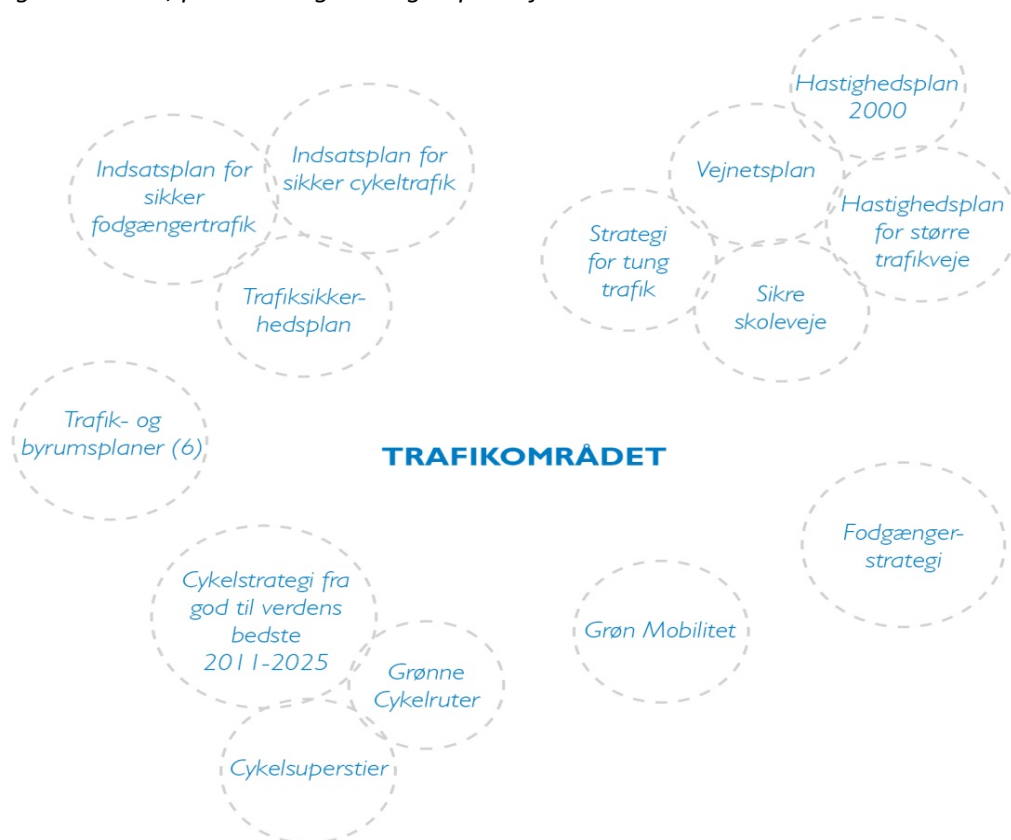 Hastighedsplan
2000
Indsatsplan for
sikker
fodgængertrafik
Indsatsplan for
sikker cykeltrafik
Vejnetsplan
Hastighedsplan
for større
trafikveje
Strategi
for tung
trafik
Sikre
skoleveje
Trafiksikker-
hedsplan
Trafik- og
byrumsplaner (6)
TRAFIKOMRÅDET
Fodgænger-
strategi
Cykelstrategi fra
god til verdens
bedste
2011-2025
Grøn Mobilitet
Grønne
Cykelruter
Cykelsuperstier